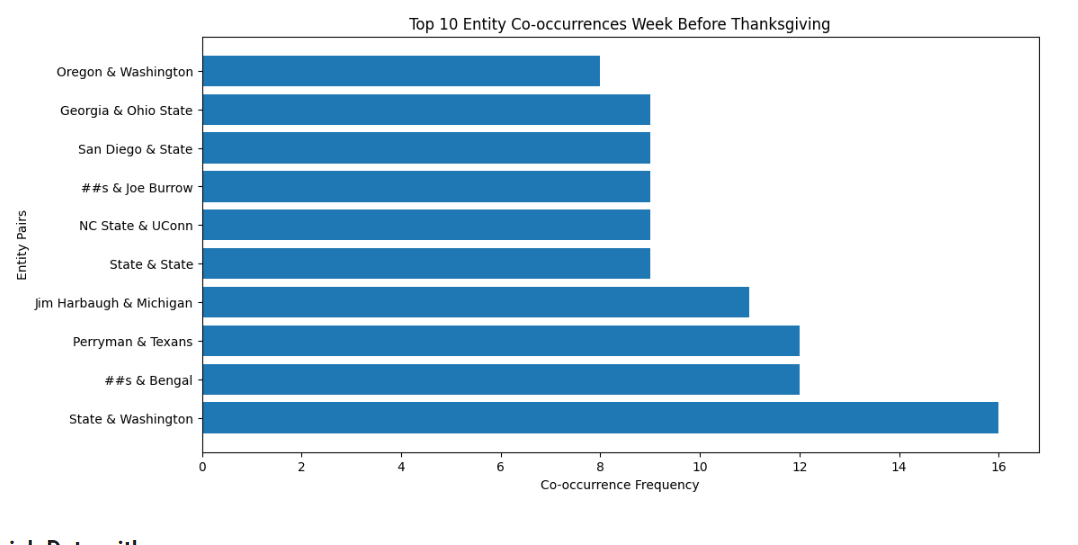 Top 10 Entity Co-occurrences Week Before Thanksgiving
Entity Pairs
Oregon & Washington
Georgia & Ohio State
San Diego & State
##s & Joe Burrow
NC State & UConn
State & State
Jim Harbaugh & Michigan
Perryman & Texans
##s & Bengal
State & Washington
0 2 4 6 8 10 12 14 16
Co-occurrence Frequency